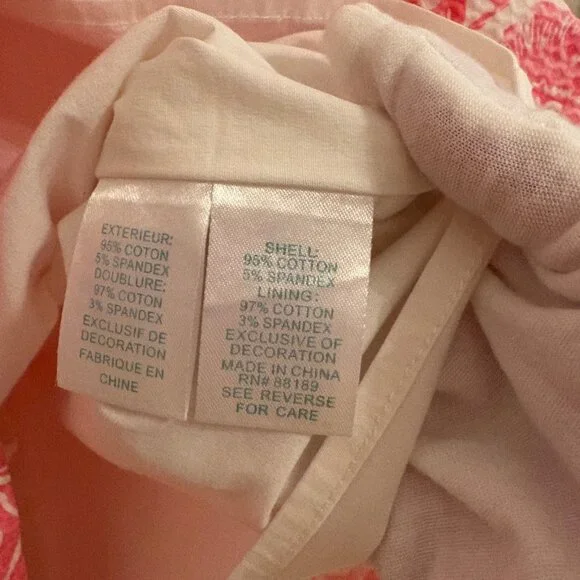 EXTERIEUR:
95% COTON
5% SPANDEX
DOUBLURE:
97% COTON
3% SPANDEX
EXCLUSIF DE
DECORATION
FABRIQUE EN
CHINE
SHELL:
95% COTTON
5% SPANDEX
LINING:
97% COTTON
3% SPANDEX
EXCLUSIVE OF
DECORATION
MADE IN CHINA
RN# 88189
SEE REVERSE
FOR CARE